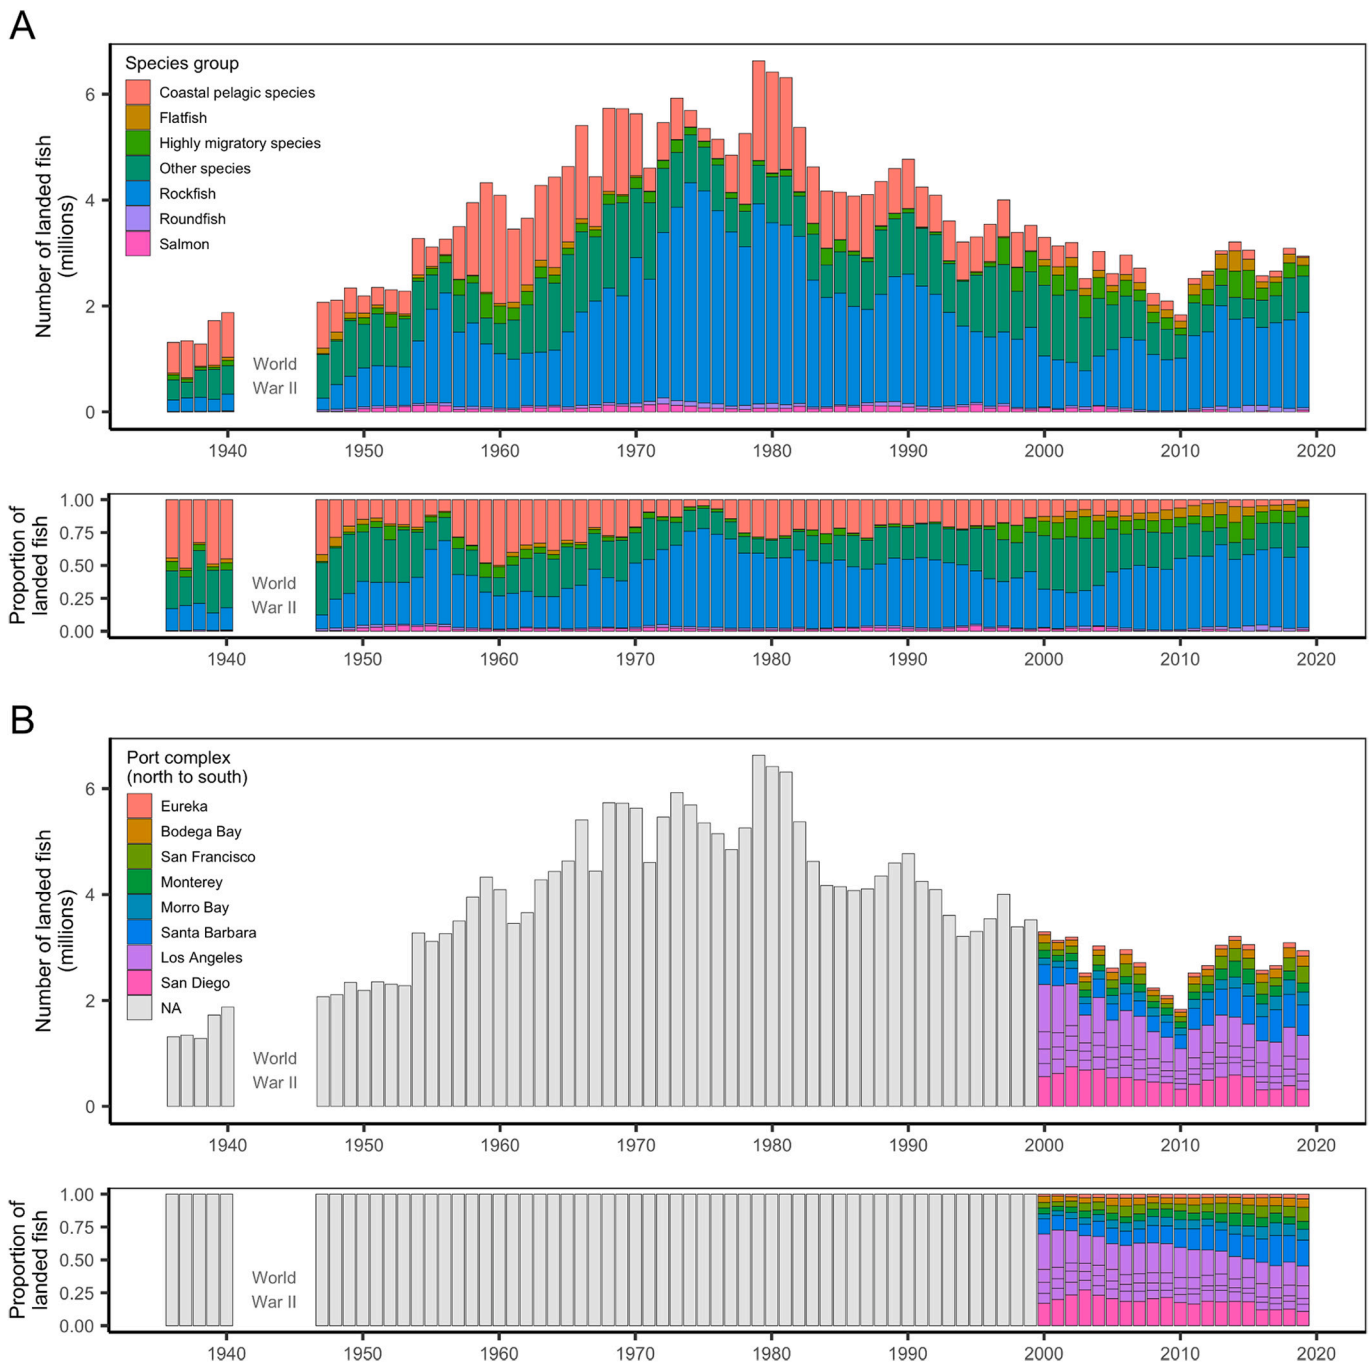 A
Number of landed fish
(millions)
6
4
2
0
Species group
Coastal pelagic species
Flatfish
Highly migratory species
Other species
Rockfish
Roundfish
Salmon
World
War II
1940
1950
1960
1970
1980
1990
2000
2010
2020
Proportion of
landed fish
1.00
0.75
0.50
0.25
0.00
World
War II
1940
1950
1960
1970
1980
1990
2000
2010
2020
B
Number of landed fish
(millions)
6
4
2
0
Port complex
(north to south)
Eureka
Bodega Bay
San Francisco
Monterey
Morro Bay
Santa Barbara
Los Angeles
San Diego
NA
World
War II
1940
1950
1960
1970
1980
1990
2000
2010
2020
Proportion of
landed fish
1.00
0.75
0.50
0.25
0.00
World
War II
1940
1950
1960
1970
1980
1990
2000
2010
2020